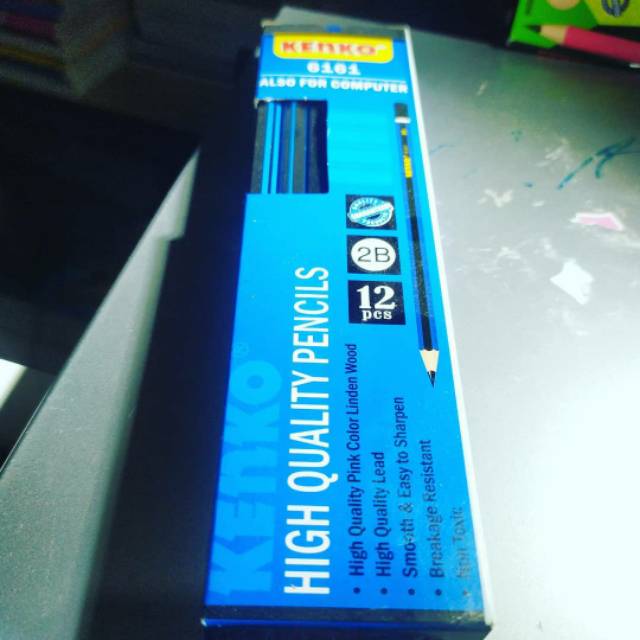 KENKO
6161
ALSO FOR COMPUTER
QUALITY
2B
12
pcs
KENKO®
HIGH QUALITY PENCILS
• High Quality Pink Color Linden Wood
• High Quality Lead
• Smooth & Easy to Sharpen
• Breakage Resistant
• Non Toxic